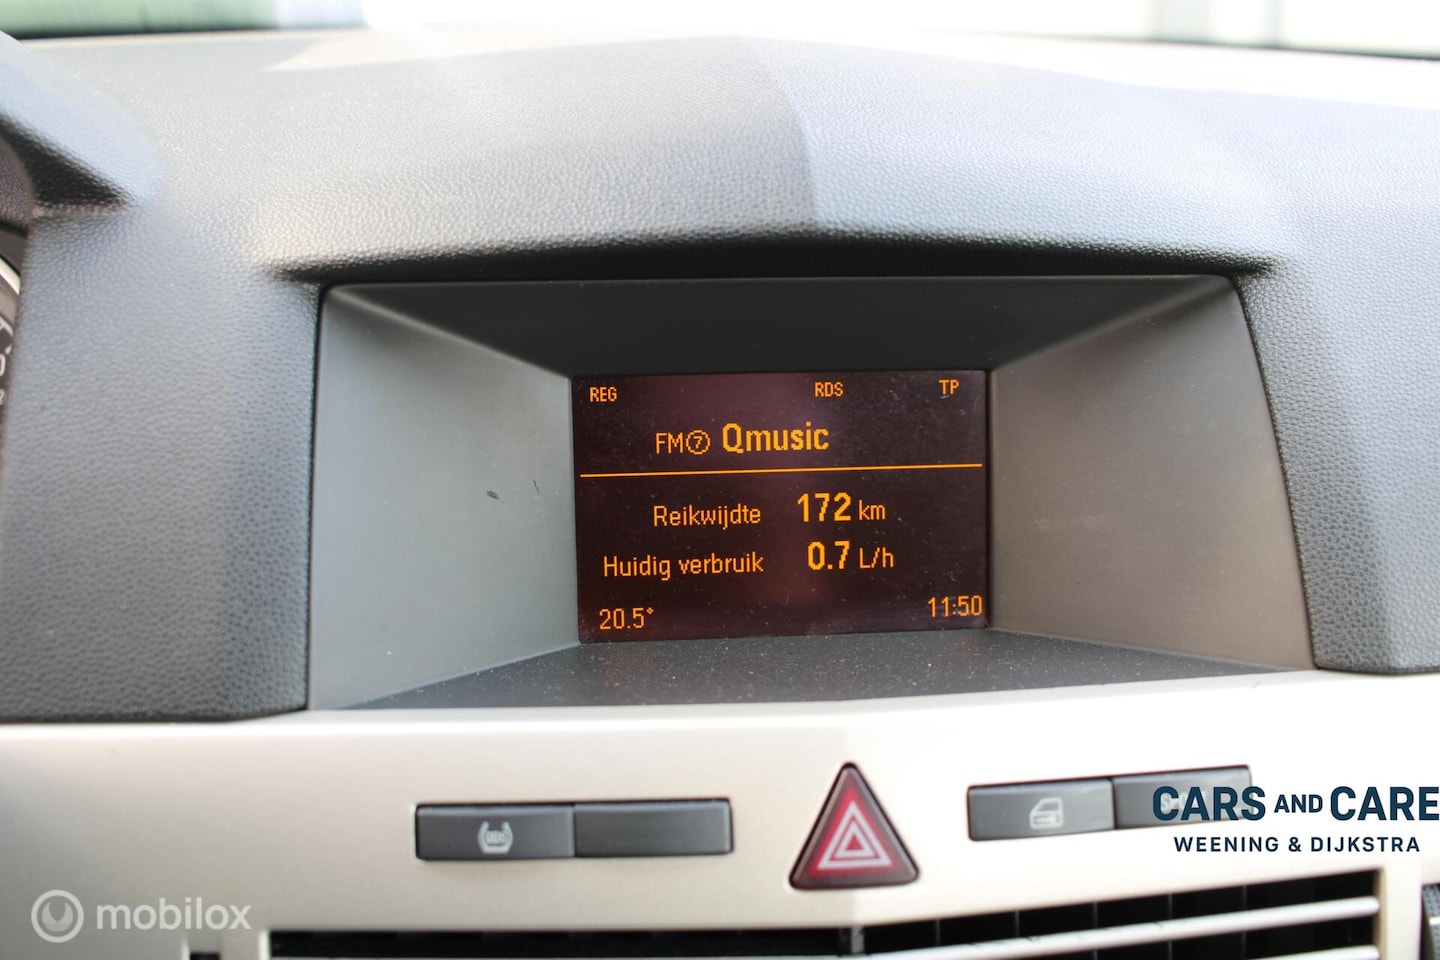 REG RDS TP
FM⑦ Qmusic
Reikwijdte 172 km
Huidig verbruik 0.7 L/h
20.5° 11:50
DDS
CARS AND CARE
WEENING & DIJKSTRA
mobilox